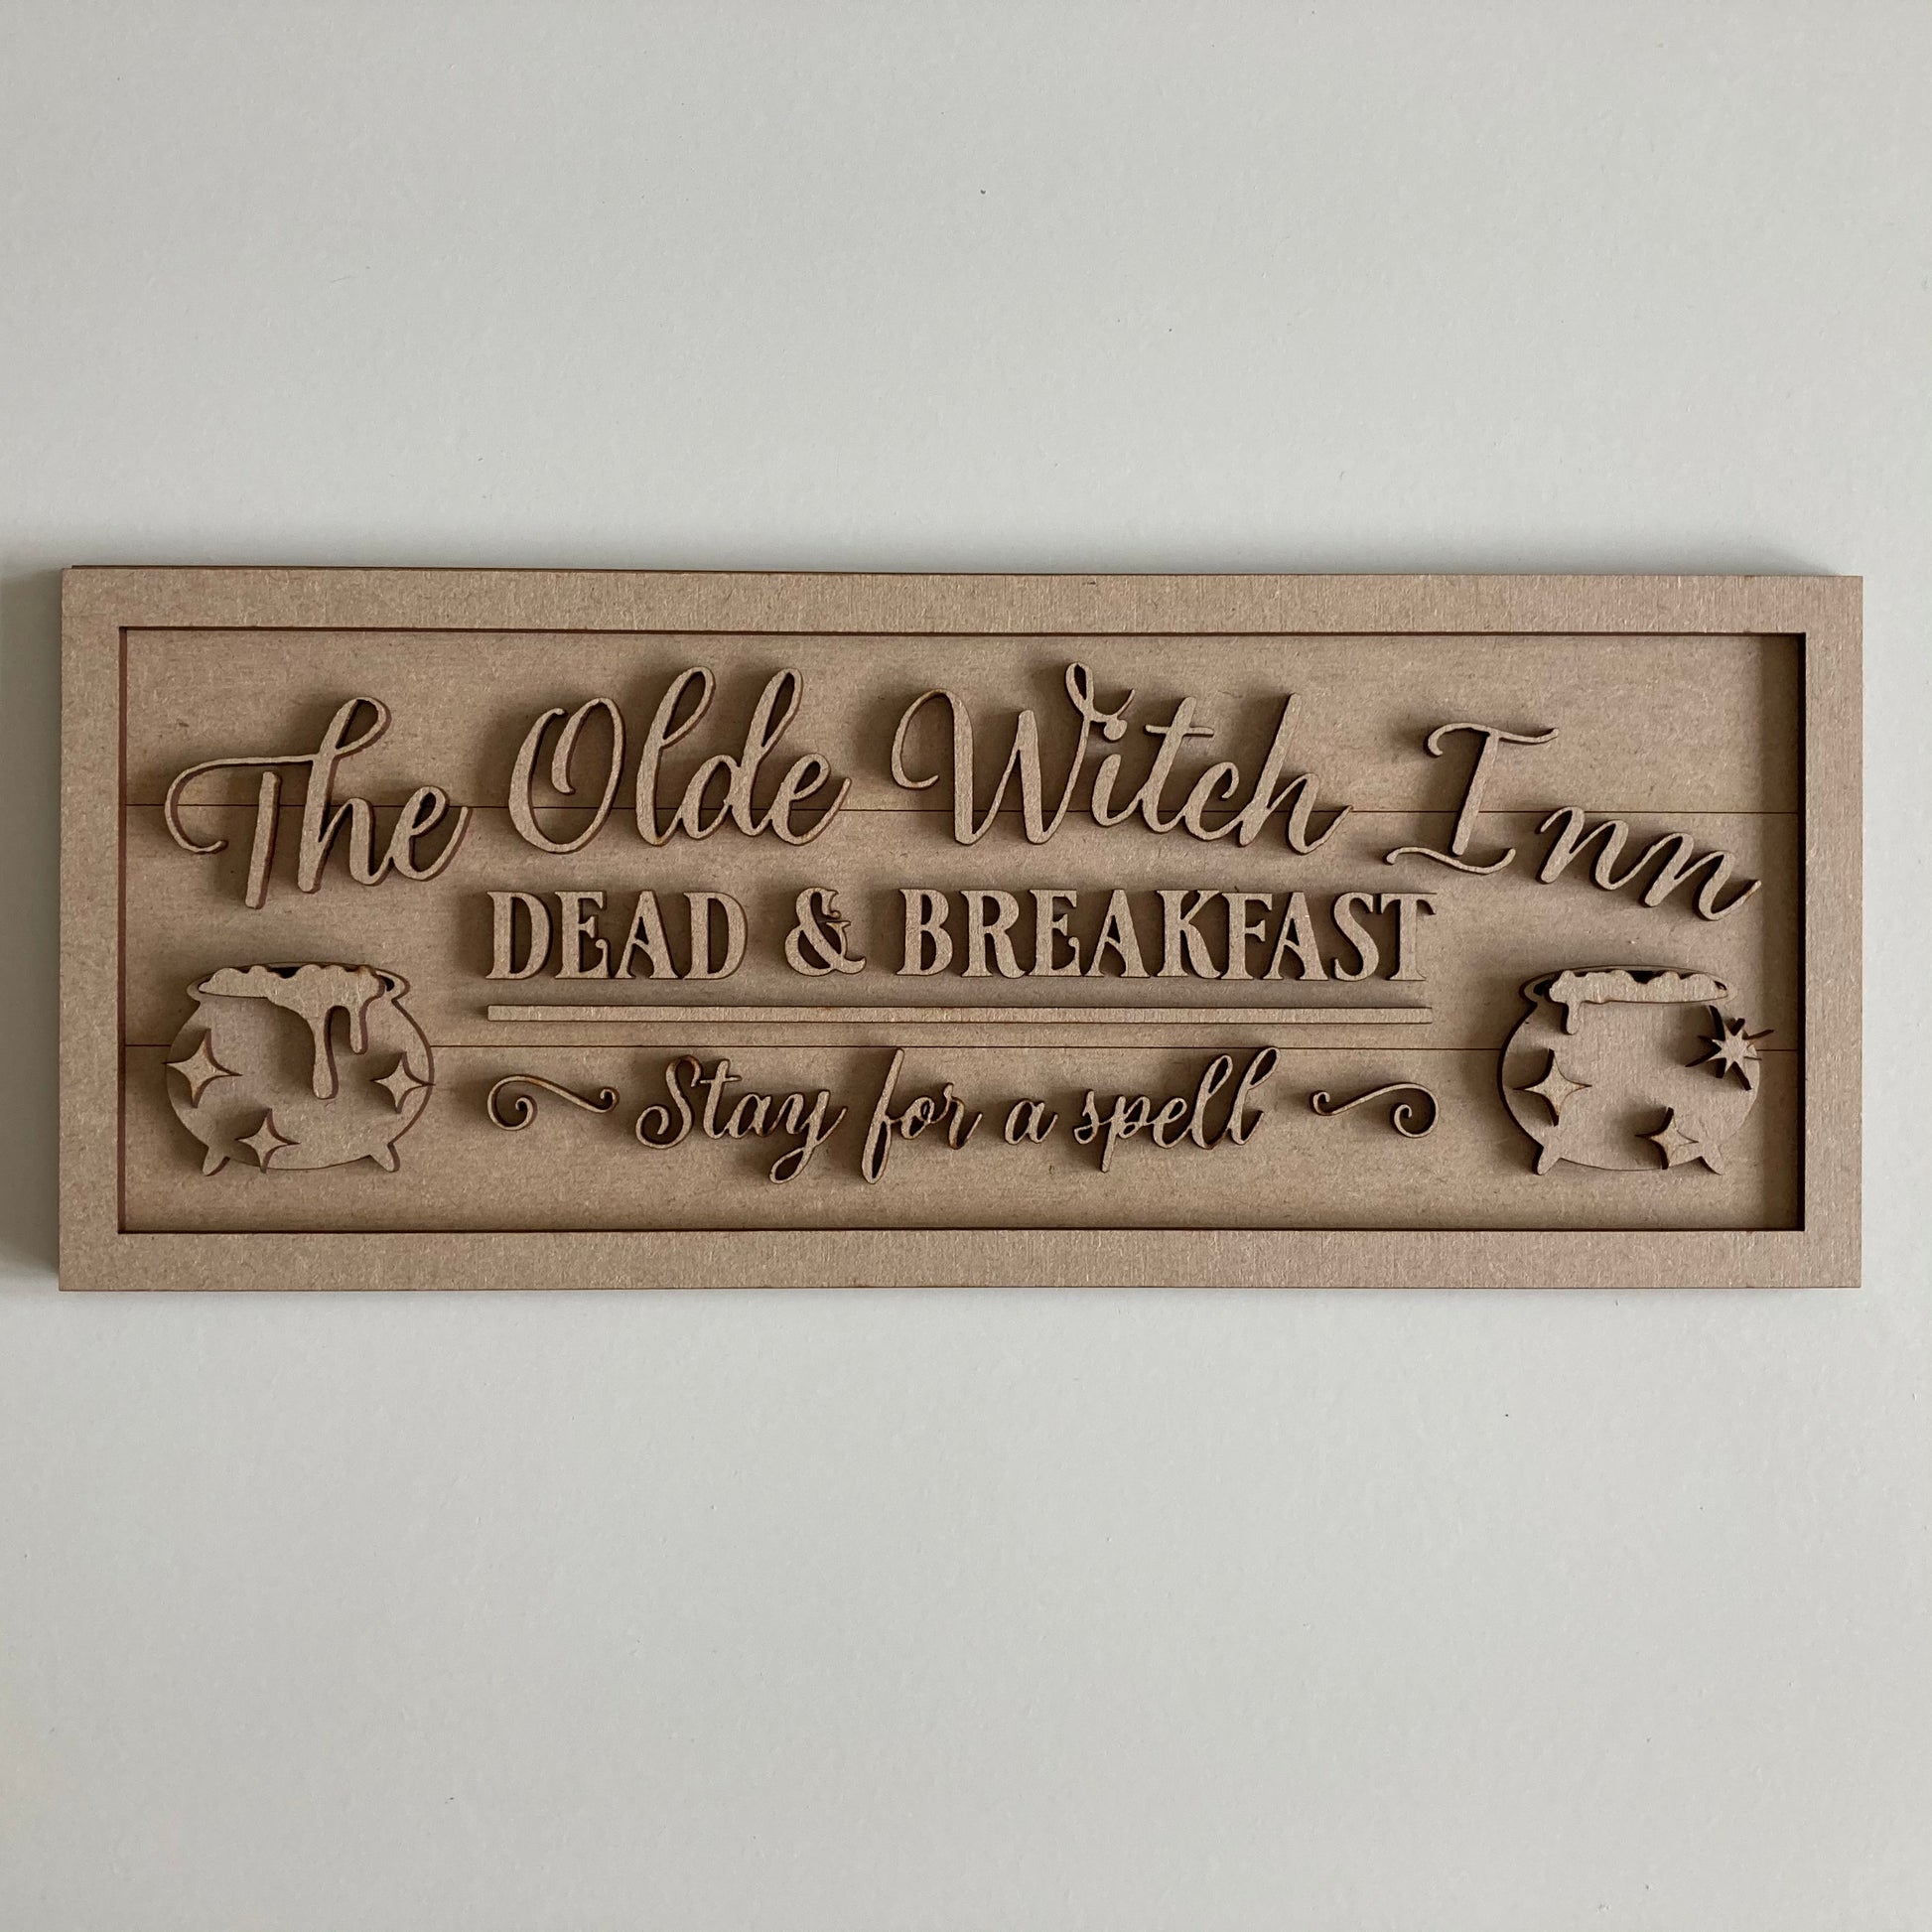 The Olde Witch Inn
DEAD & BREAKFAST
Stay for a spell